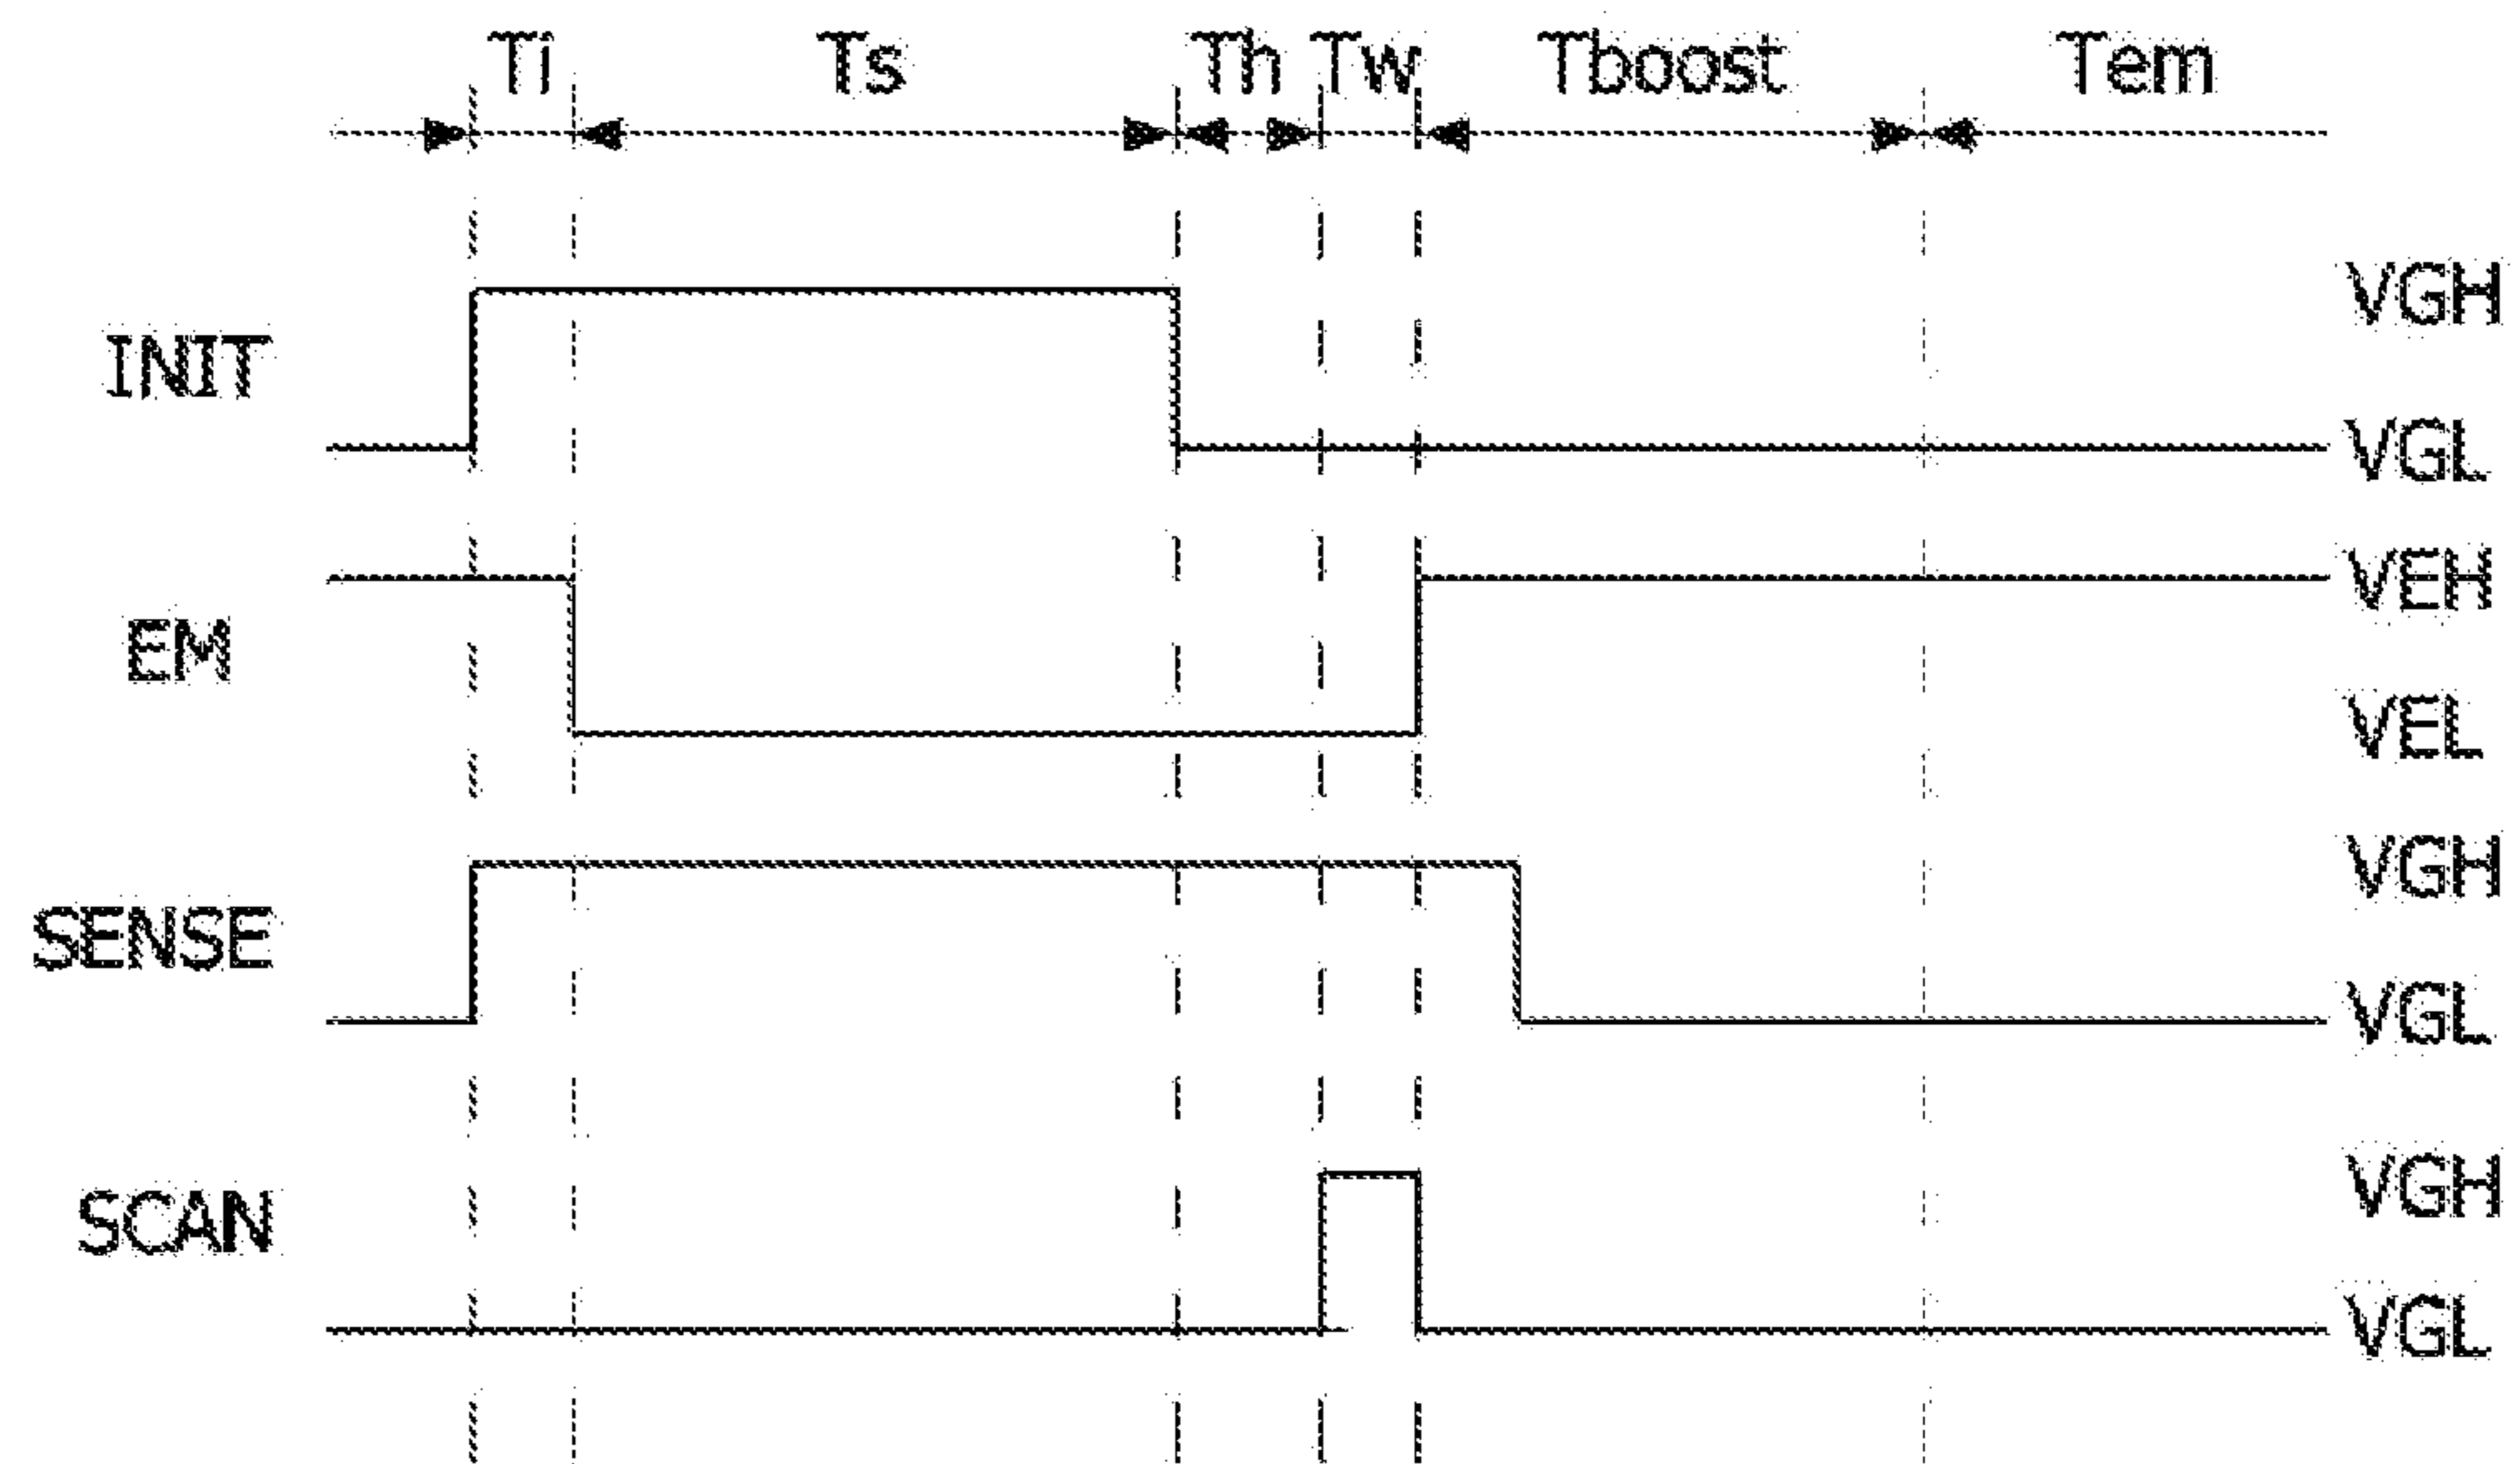 Ti Ts Th Tw Tboost Tem
VGH
INIT
VGL
VEH
EM
VEL
VGH
SENSE
VGL
VGH
SCAN
VGL